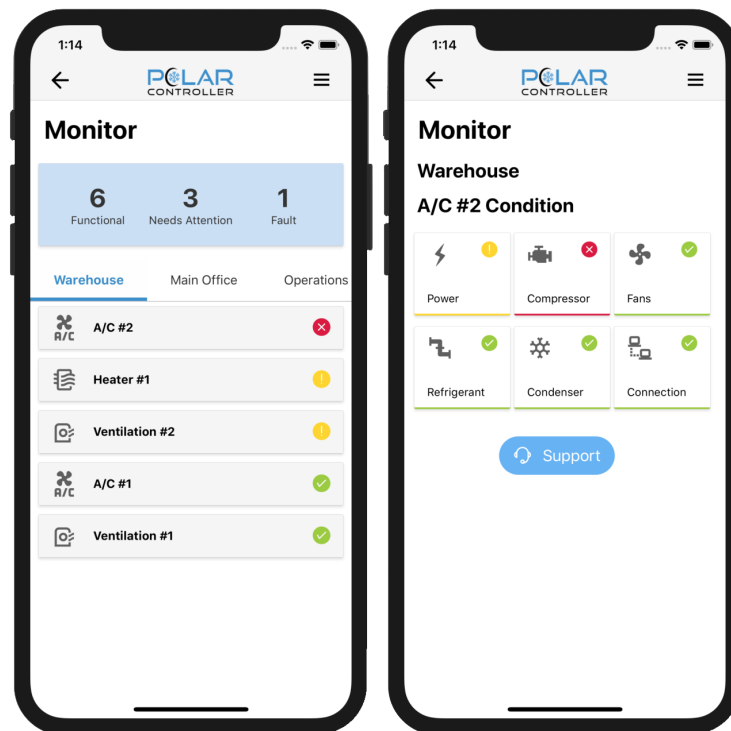 1:14
POLAR
CONTROLLER
Monitor
6 3 1
Functional Needs Attention Fault
Warehouse Main Office Operations
A/C A/C #2
Heater #1
Ventilation #2
A/C A/C #1
Ventilation #1
1:14
POLAR
CONTROLLER
Monitor
Warehouse
A/C #2 Condition
Power Compressor Fans
Refrigerant Condenser Connection
Support